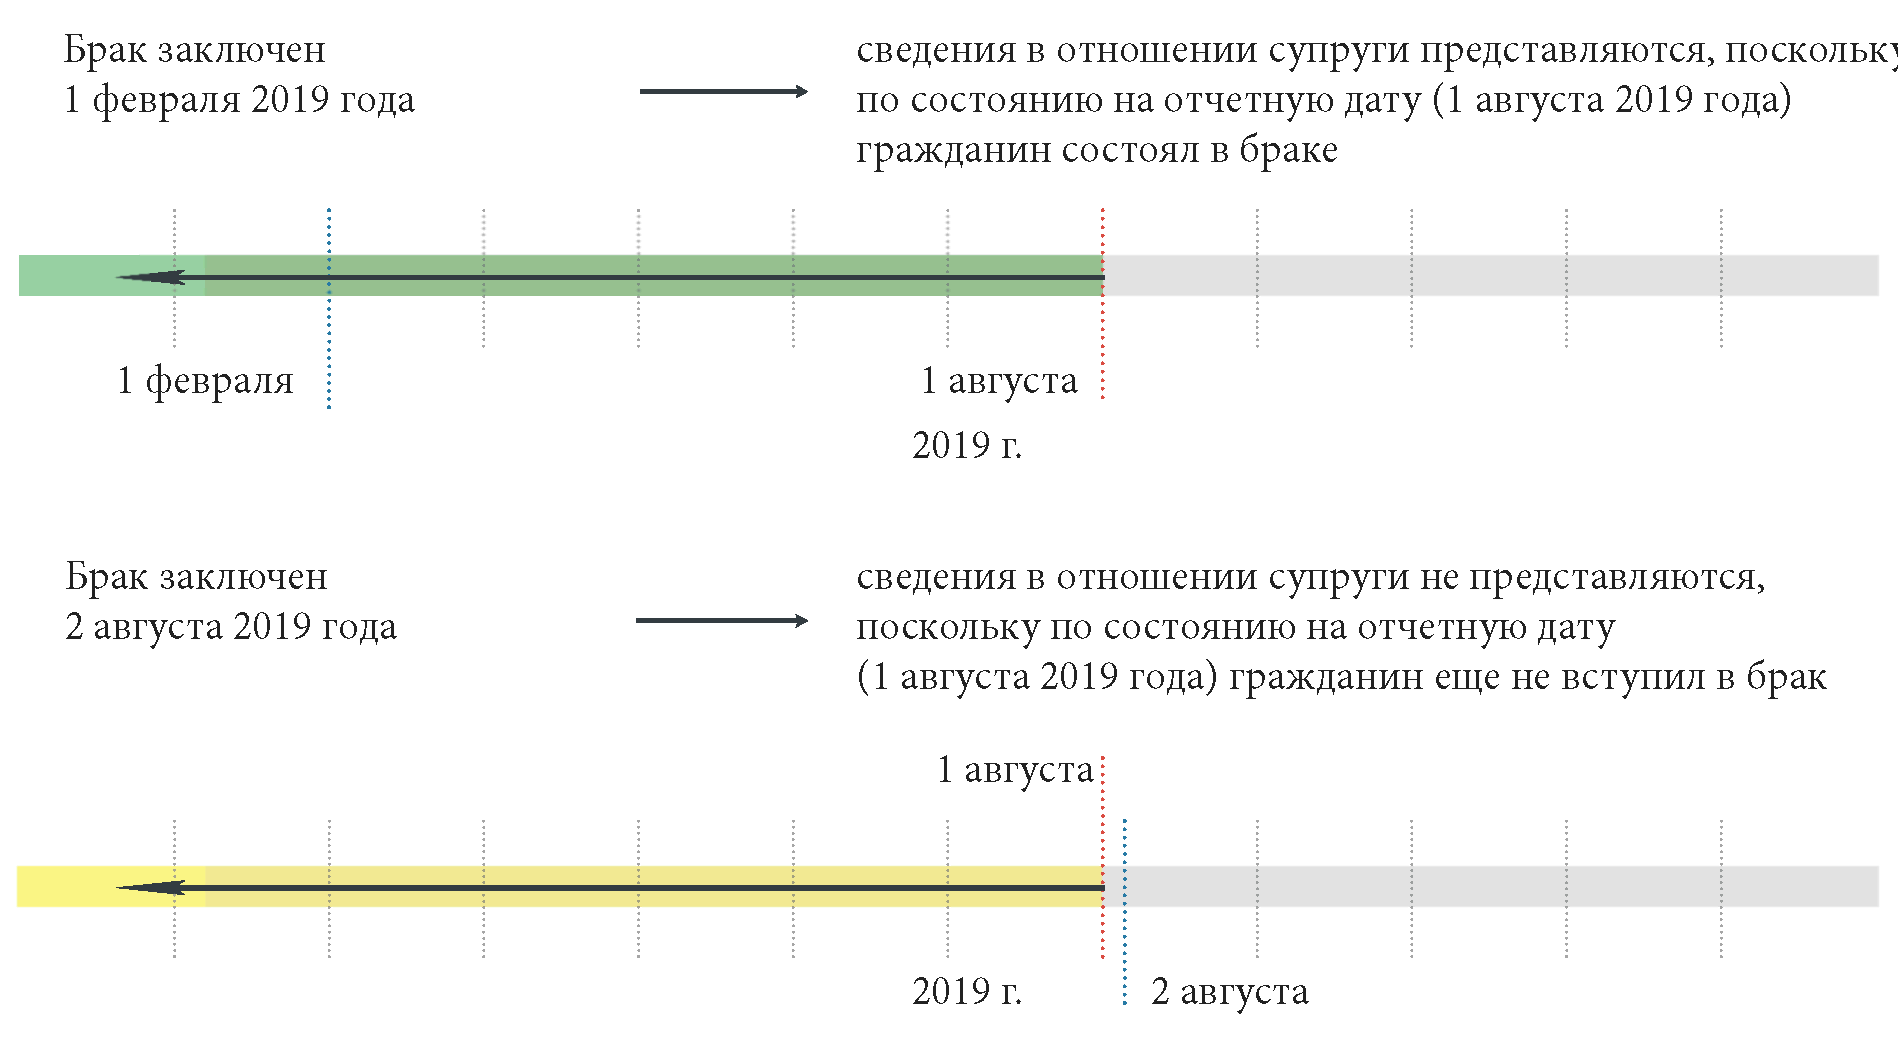 Брак заключен
1 февраля 2019 года
сведения в отношении супруги представляются, поскольку
по состоянию на отчетную дату (1 августа 2019 года)
гражданин состоял в браке
1 февраля
1 августа
2019 г.
Брак заключен
2 августа 2019 года
сведения в отношении супруги не представляются,
поскольку по состоянию на отчетную дату
(1 августа 2019 года) гражданин еще не вступил в брак
1 августа
2019 г.
2 августа